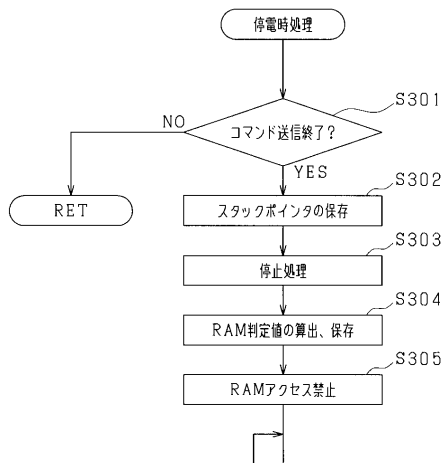 停電時処理
S301
コマンド送信終了?
NO
YES
RET
S302
スタックポインタの保存
S303
停止処理
S304
RAM判定値の算出、保存
S305
RAMアクセス禁止